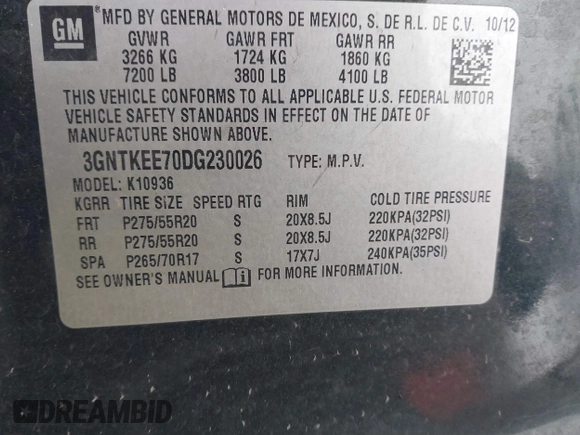 GM
MFD BY GENERAL MOTORS DE MEXICO, S. DE R.L. DE C.V. 10/12
GVWR GAWR FRT GAWR RR
3266 KG 1724 KG 1860 KG
7200 LB 3800 LB 4100 LB
THIS VEHICLE CONFORMS TO ALL APPLICABLE U.S. FEDERAL MOTOR
VEHICLE SAFETY STANDARDS IN EFFECT ON THE DATE OF
MANUFACTURE SHOWN ABOVE.
3GNTKEE70DG230026 TYPE: M.P.V.
MODEL: K10936
KGRR TIRE SIZE SPEED RTG RIM COLD TIRE PRESSURE
FRT P275/55R20 S 20X8.5J 220KPA(32PSI)
RR P275/55R20 S 20X8.5J 220KPA(32PSI)
SPA P265/70R17 S 17X7J 240KPA(35PSI)
SEE OWNER'S MANUAL FOR MORE INFORMATION.
DREAMBID